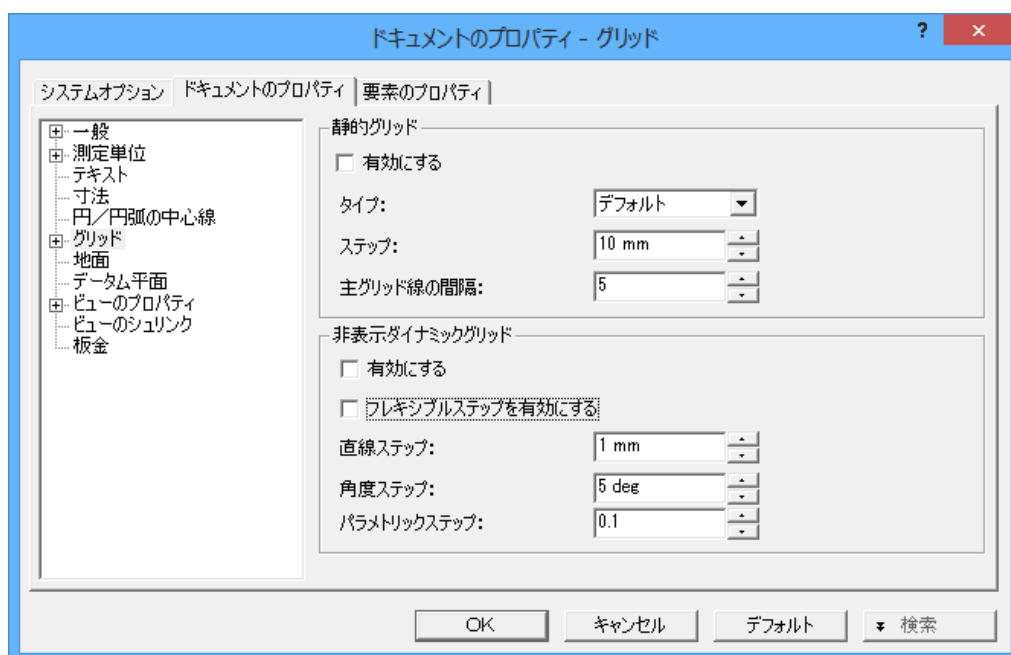 ドキュメントのプロパティ - グリッド
?
×
システムオプション
ドキュメントのプロパティ
要素のプロパティ
一般
測定単位
テキスト
寸法
円／円弧の中心線
グリッド
地面
データム平面
ビューのプロパティ
ビューのシュリンク
板金
静的グリッド
有効にする
タイプ: デフォルト
ステップ: 10 mm
主グリッド線の間隔: 5
非表示ダイナミックグリッド
有効にする
フレキシブルステップを有効にする
直線ステップ: 1 mm
角度ステップ: 5 deg
パラメトリックステップ: 0.1
OK
キャンセル
デフォルト
検索